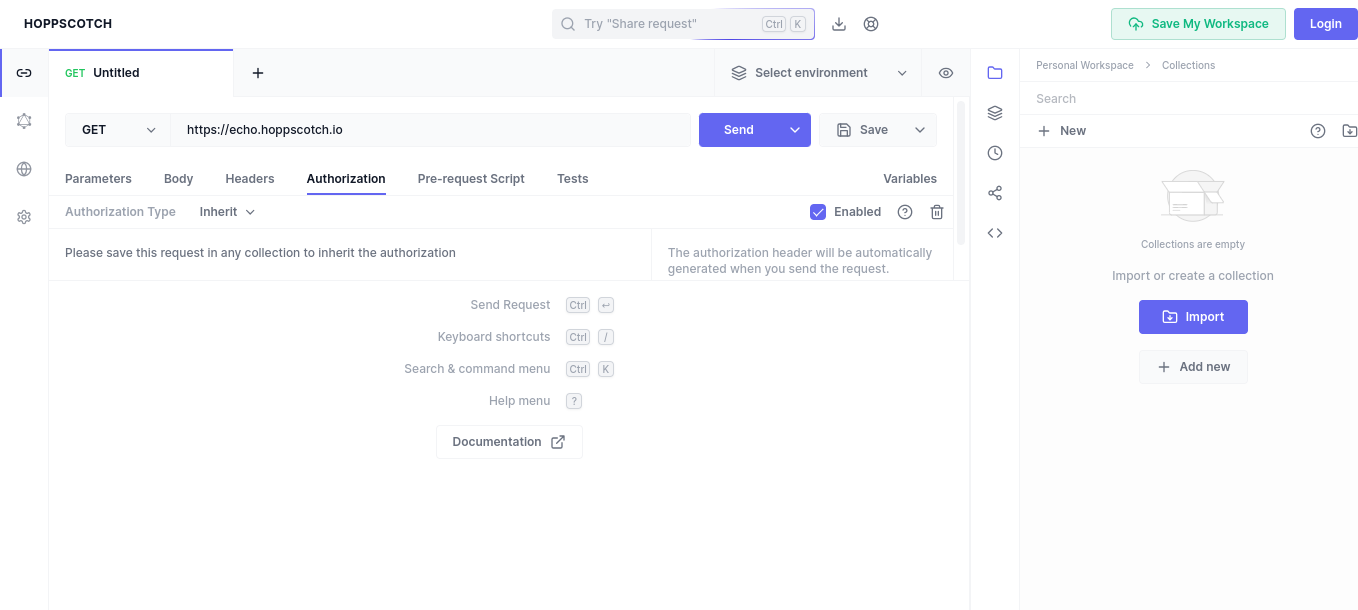 HOPPSCOTCH
Try "Share request"
Ctrl K
Save My Workspace
Login
GET Untitled
Select environment
GET
https://echo.hoppscotch.io
Send
Save
Parameters
Body
Headers
Authorization
Pre-request Script
Tests
Variables
Authorization Type
Inherit
Enabled
Please save this request in any collection to inherit the authorization
The authorization header will be automatically
generated when you send the request.
Send Request Ctrl ↩
Keyboard shortcuts Ctrl /
Search & command menu Ctrl K
Help menu ?
Documentation
Personal Workspace > Collections
Search
New
Collections are empty
Import or create a collection
Import
Add new